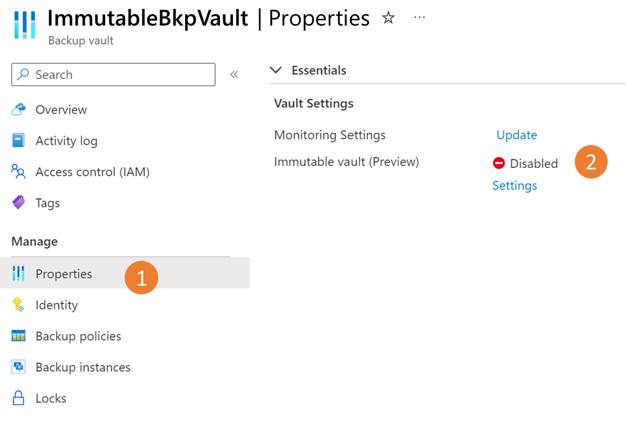 ImmutableBkpVault | Properties
Backup vault
Search
Overview
Activity log
Access control (IAM)
Tags
Manage
Properties
1
Identity
Backup policies
Backup instances
Locks
Essentials
Vault Settings
Monitoring Settings Update
Immutable vault (Preview) Disabled 2
Settings